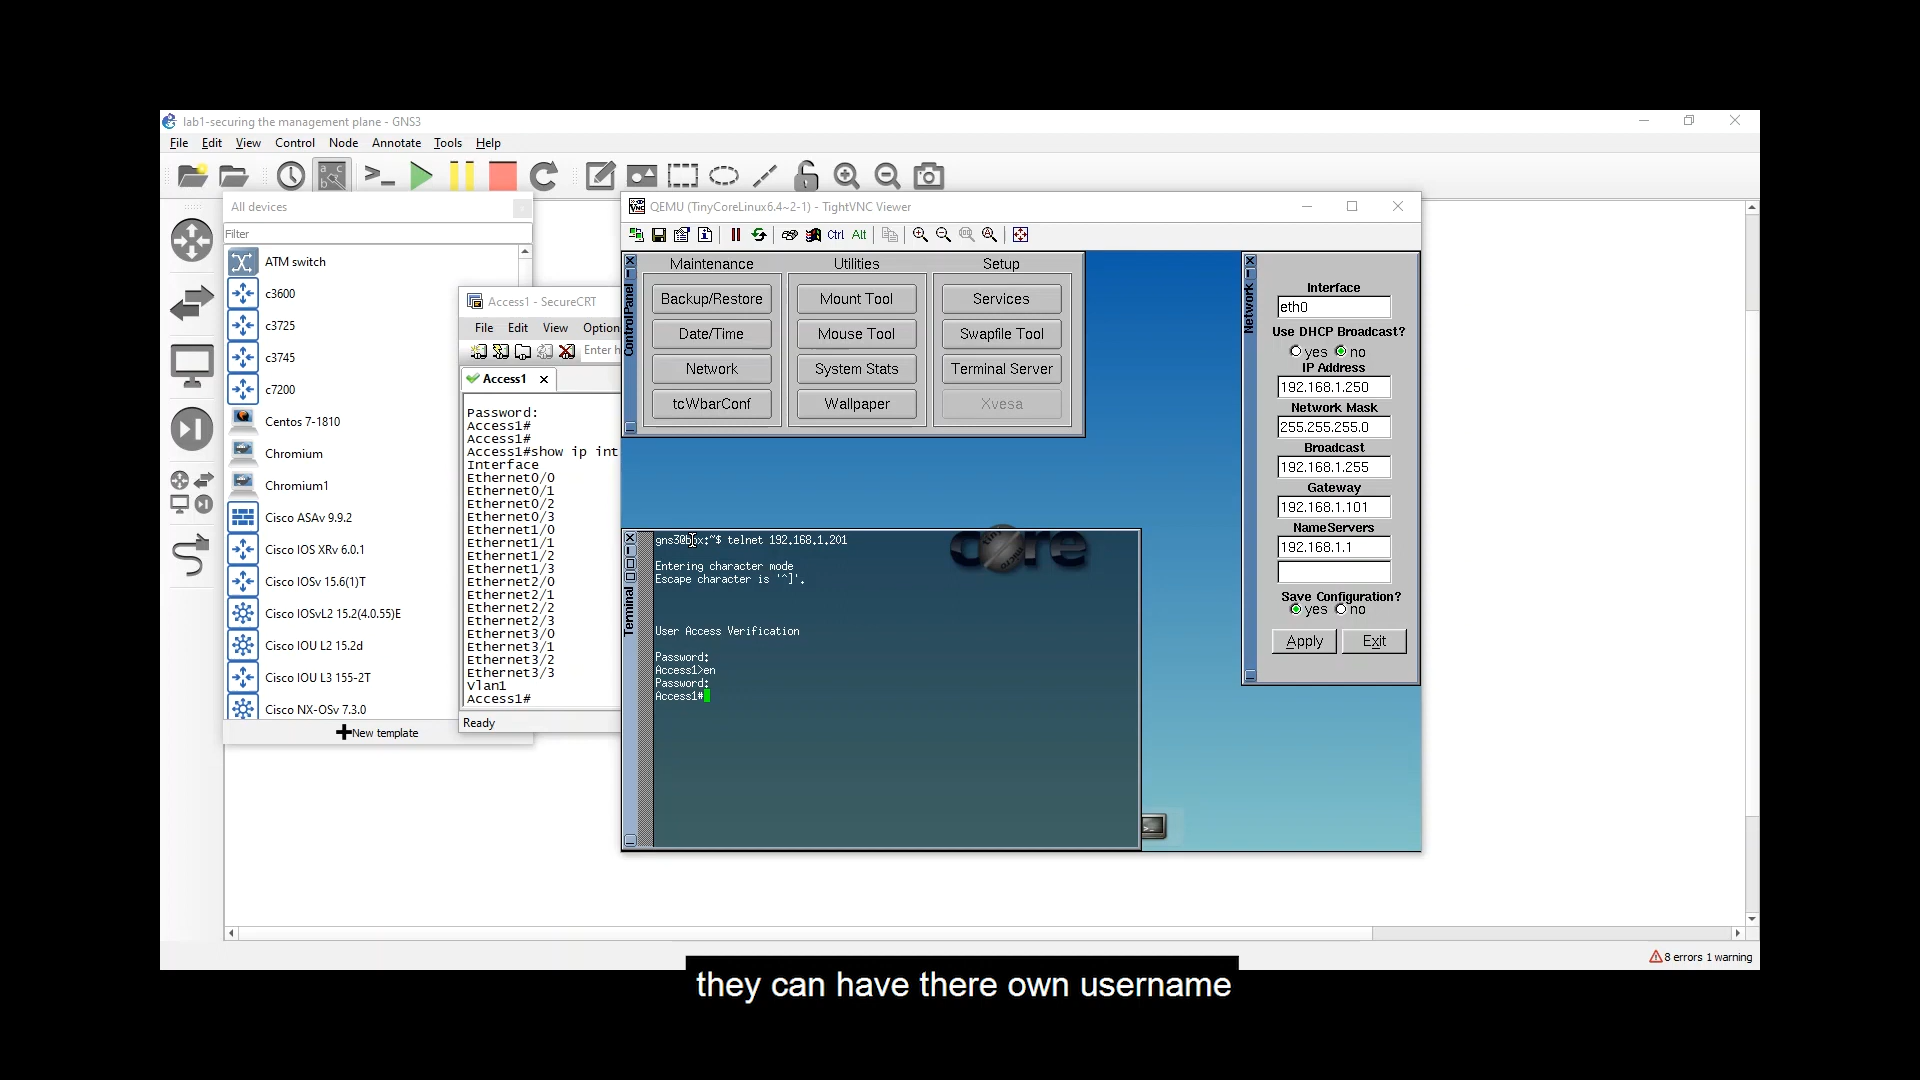 lab1-securing the management plane - GNS3
File Edit View Control Node Annotate Tools Help
All devices
Filter
ATM switch
c3600
c3725
c3745
c7200
Centos 7-1810
Chromium
Chromium1
Cisco ASAv 9.9.2
Cisco IOS XRv 6.0.1
Cisco IOSv 15.6(1)T
Cisco IOSvL2 15.2(4.0.55)E
Cisco IOU L2 15.2d
Cisco IOU L3 155-2T
Cisco NX-OSv 7.3.0
New template
Access1 - SecureCRT
File Edit View Option
Enter h
Access1
Password:
Access1#
Access1#
Access1#show ip int
Interface
Ethernet0/0
Ethernet0/1
Ethernet0/2
Ethernet0/3
Ethernet1/0
Ethernet1/1
Ethernet1/2
Ethernet1/3
Ethernet2/0
Ethernet2/1
Ethernet2/2
Ethernet2/3
Ethernet3/0
Ethernet3/1
Ethernet3/2
Ethernet3/3
Vlan1
Access1#
Ready
QEMU (TinyCoreLinux6.4~2-1) - TightVNC Viewer
Ctrl Alt
ControlPanel
Maintenance Utilities Setup
Backup/Restore Mount Tool Services
Date/Time Mouse Tool Swapfile Tool
Network System Stats Terminal Server
tcWbarConf Wallpaper Xvesa
Terminal
gns3@box:~$ telnet 192.168.1.201
Entering character mode
Escape character is '^]'.
User Access Verification
Password:
Access1>en
Password:
Access1#
core
Network
Interface
eth0
Use DHCP Broadcast?
yes no
IP Address
192.168.1.250
Network Mask
255.255.255.0
Broadcast
192.168.1.255
Gateway
192.168.1.101
NameServers
192.168.1.1
Save Configuration?
yes no
Apply Exit
8 errors 1 warning
they can have there own username